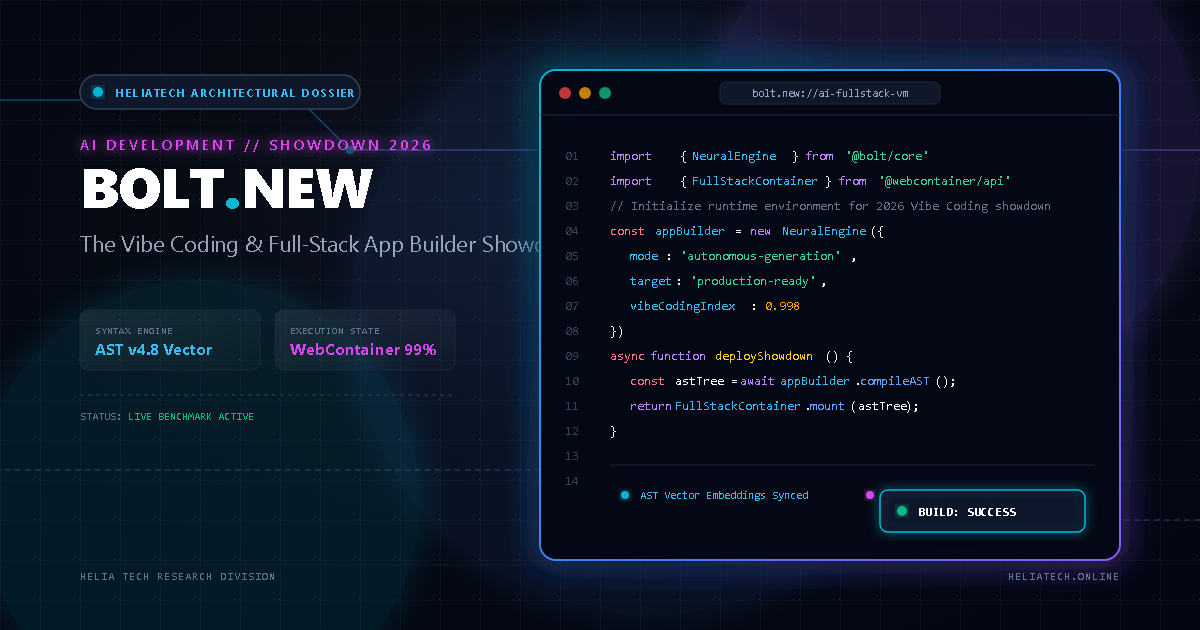 HELIATECH ARCHITECTURAL DOSSIER
AI DEVELOPMENT // SHOWDOWN 2026
BOLT.NEW
The Vibe Coding & Full-Stack App Builder
SYNTAX ENGINE
AST v4.8 Vector
EXECUTION STATE
WebContainer 99%
STATUS: LIVE BENCHMARK ACTIVE
HELIA TECH RESEARCH DIVISION
bolt.new://ai-fullstack-vm
01 import { NeuralEngine } from '@bolt/core'
02 import { FullStackContainer } from '@webcontainer/api'
03 // Initialize runtime environment for 2026 Vibe Coding showdown
04 const appBuilder = new NeuralEngine({
05 mode : 'autonomous-generation' ,
06 target : 'production-ready' ,
07 vibeCodingIndex : 0.998
08 })
09 async function deployShowdown () {
10 const astTree = await appBuilder .compileAST ();
11 return FullStackContainer .mount (astTree);
12 }
13
14
AST Vector Embeddings Synced
BUILD: SUCCESS
HELIATECH.ONLINE